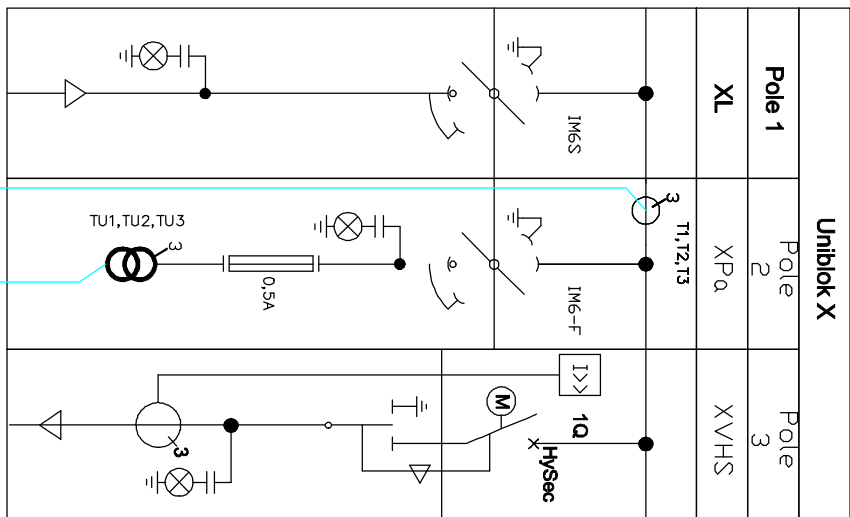 Uniblok X
Pole 1
Pole
2
Pole
3
XL
XPa
XVHS
T1,T2,T3
3
IM6S
IM6-F
I>>
1Q
HySec
M
0,5A
TU1,TU2,TU3
3
3